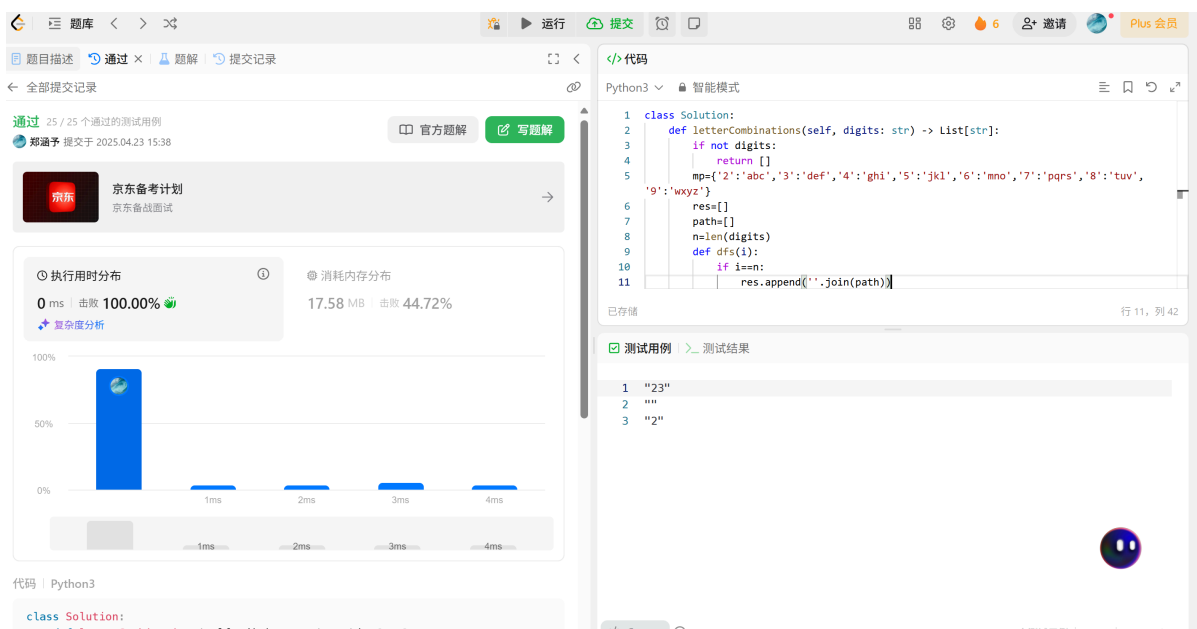 题库
运行
提交
6
邀请
Plus 会员
题目描述
通过
题解
提交记录
全部提交记录
通过 25 / 25 个通过的测试用例
郑涵予 提交于 2025.04.23 15:38
官方题解
写题解
京东
京东备考计划
京东备战面试
执行用时分布
0 ms 击败 100.00%
复杂度分析
消耗内存分布
17.58 MB 击败 44.72%
100%
50%
0%
1ms 2ms 3ms 4ms
1ms 2ms 3ms 4ms
代码 Python3
class Solution:
</>代码
Python3 智能模式
1 class Solution:
2 def letterCombinations(self, digits: str) -> List[str]:
3 if not digits:
4 return []
5 mp={'2':'abc','3':'def','4':'ghi','5':'jkl','6':'mno','7':'pqrs','8':'tuv',
'9':'wxyz'}
6 res=[]
7 path=[]
8 n=len(digits)
9 def dfs(i):
10 if i==n:
11 res.append(''.join(path))
已存储
行 11，列 42
测试用例
测试结果
1 "23"
2 ""
3 "2"